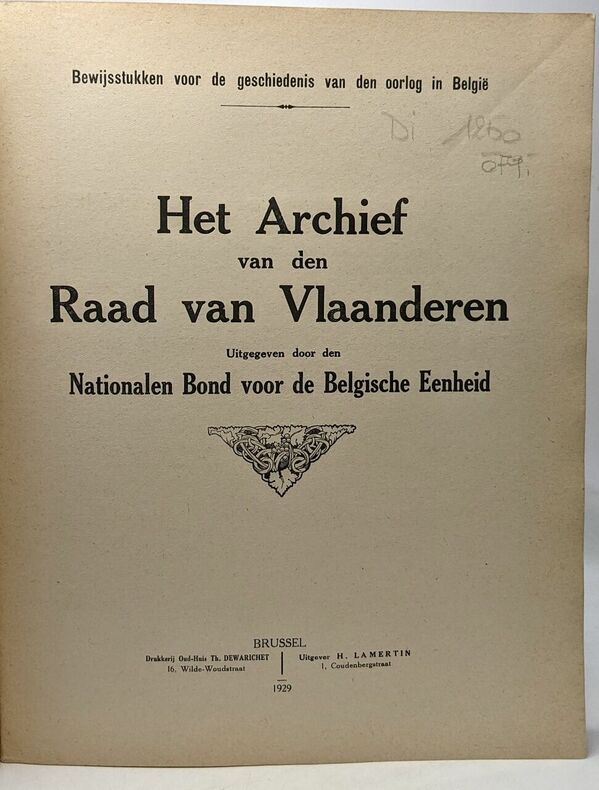 Bewijsstukken voor de geschiedenis van den oorlog in België
Di 1260
Het Archief
van den
Raad van Vlaanderen
Uitgegeven door den
Nationalen Bond voor de Belgische Eenheid
BRUSSEL
Drukkerij Oud-Huis Th. DEWARICHET
16, Wilde-Woudstraat
Uitgever H. LAMERTIN
1, Coudenbergstraat
1929